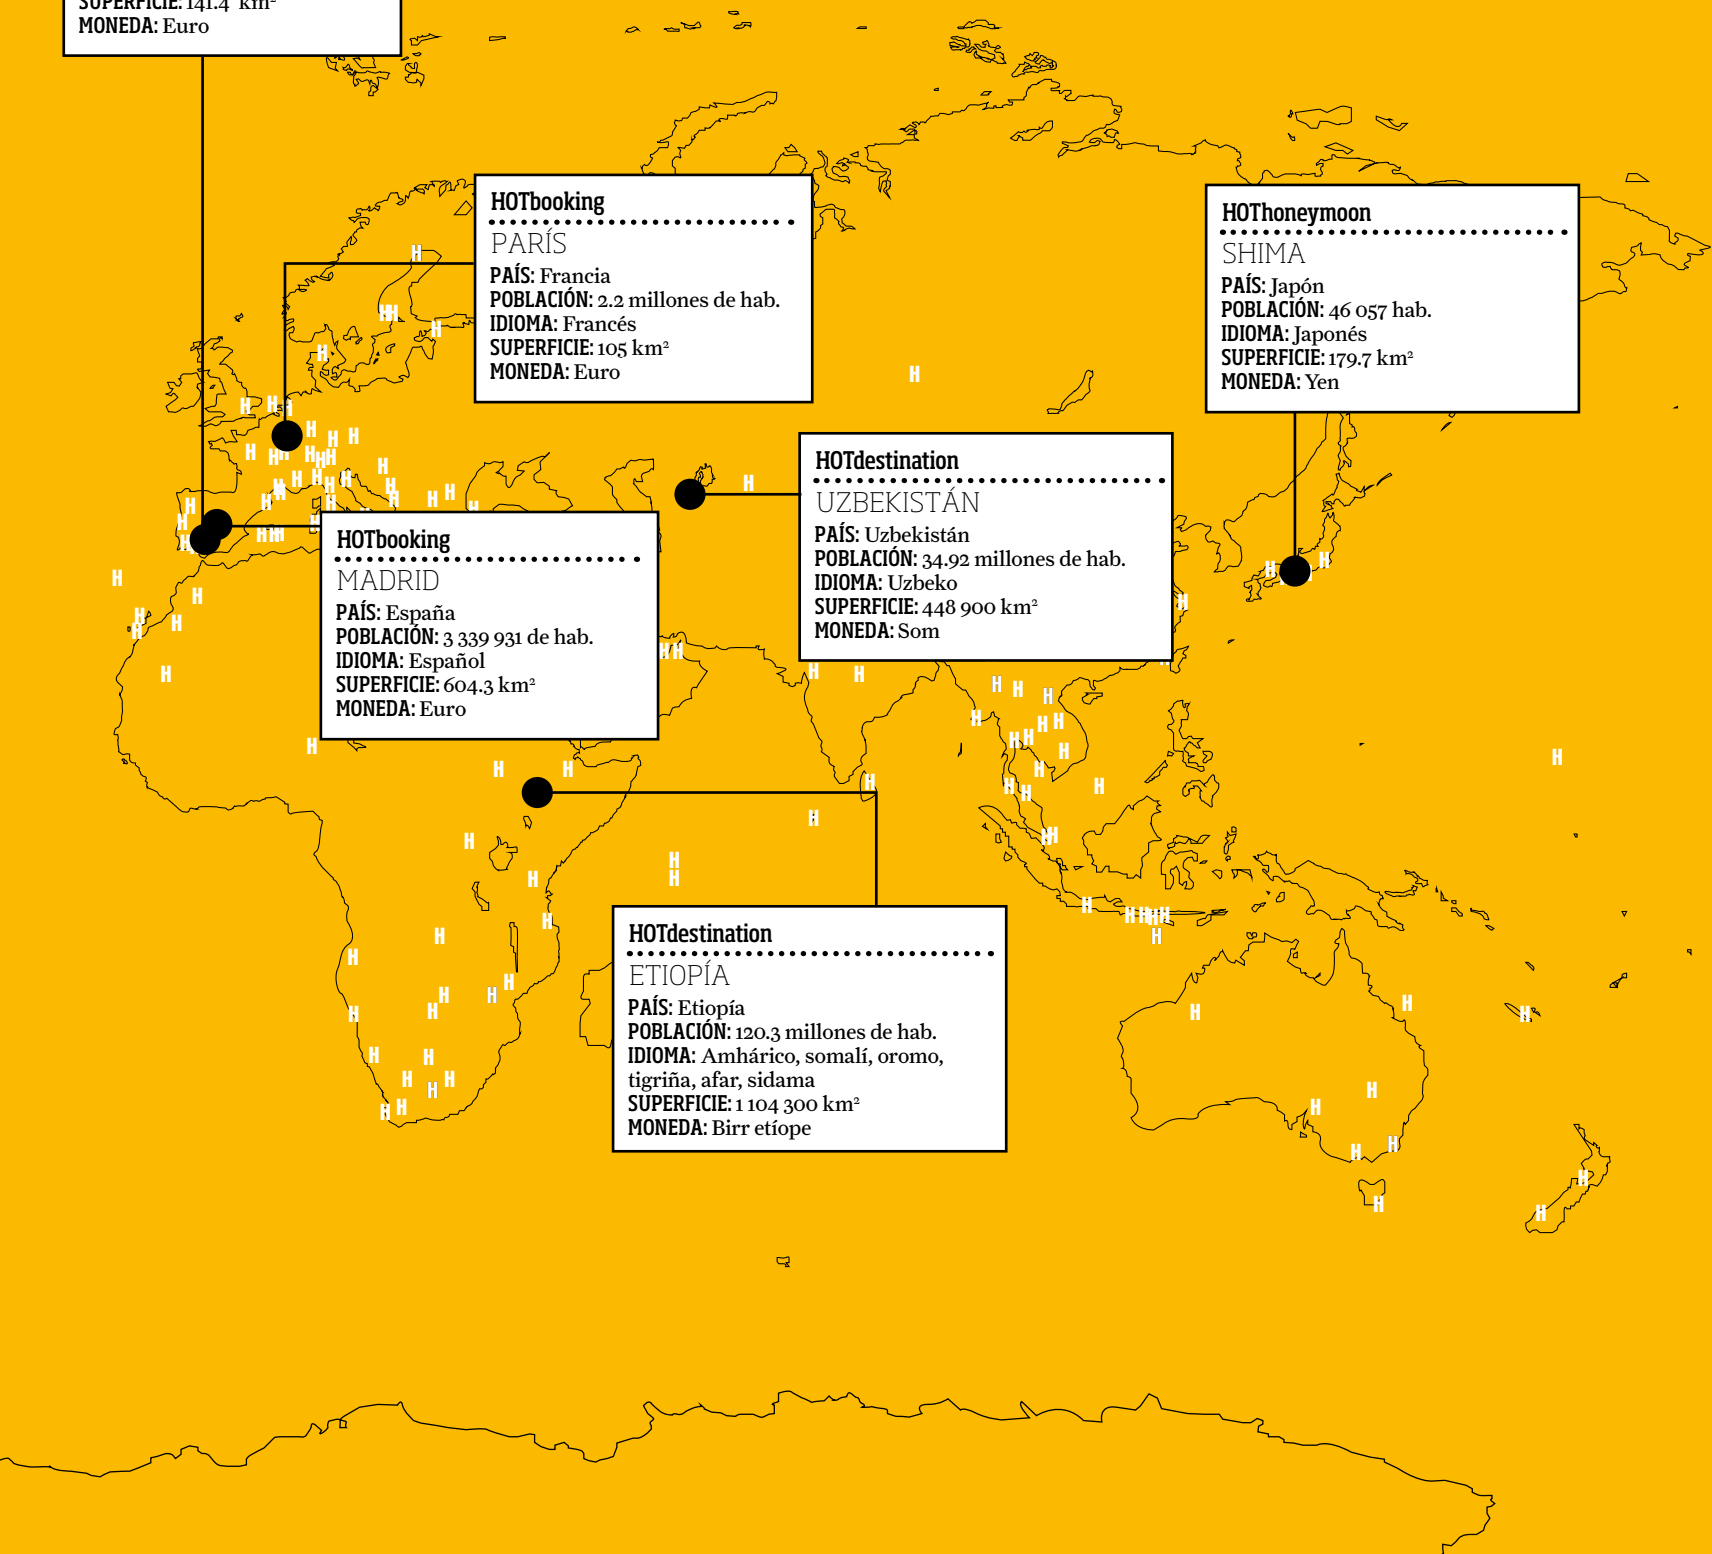 SUPERFICIE: 141.4 km²
MONEDA: Euro
HOTbooking
PARÍS
PAÍS: Francia
POBLACIÓN: 2.2 millones de hab.
IDIOMA: Francés
SUPERFICIE: 105 km²
MONEDA: Euro
HOThoneymoon
SHIMA
PAÍS: Japón
POBLACIÓN: 46 057 hab.
IDIOMA: Japonés
SUPERFICIE: 179.7 km²
MONEDA: Yen
HOTdestination
UZBEKISTÁN
PAÍS: Uzbekistán
POBLACIÓN: 34.92 millones de hab.
IDIOMA: Uzbeko
SUPERFICIE: 448 900 km²
MONEDA: Som
HOTbooking
MADRID
PAÍS: España
POBLACIÓN: 3 339 931 de hab.
IDIOMA: Español
SUPERFICIE: 604.3 km²
MONEDA: Euro
HOTdestination
ETIOPÍA
PAÍS: Etiopía
POBLACIÓN: 120.3 millones de hab.
IDIOMA: Amhárico, somalí, oromo,
tigriña, afar, sidama
SUPERFICIE: 1 104 300 km²
MONEDA: Birr etíope